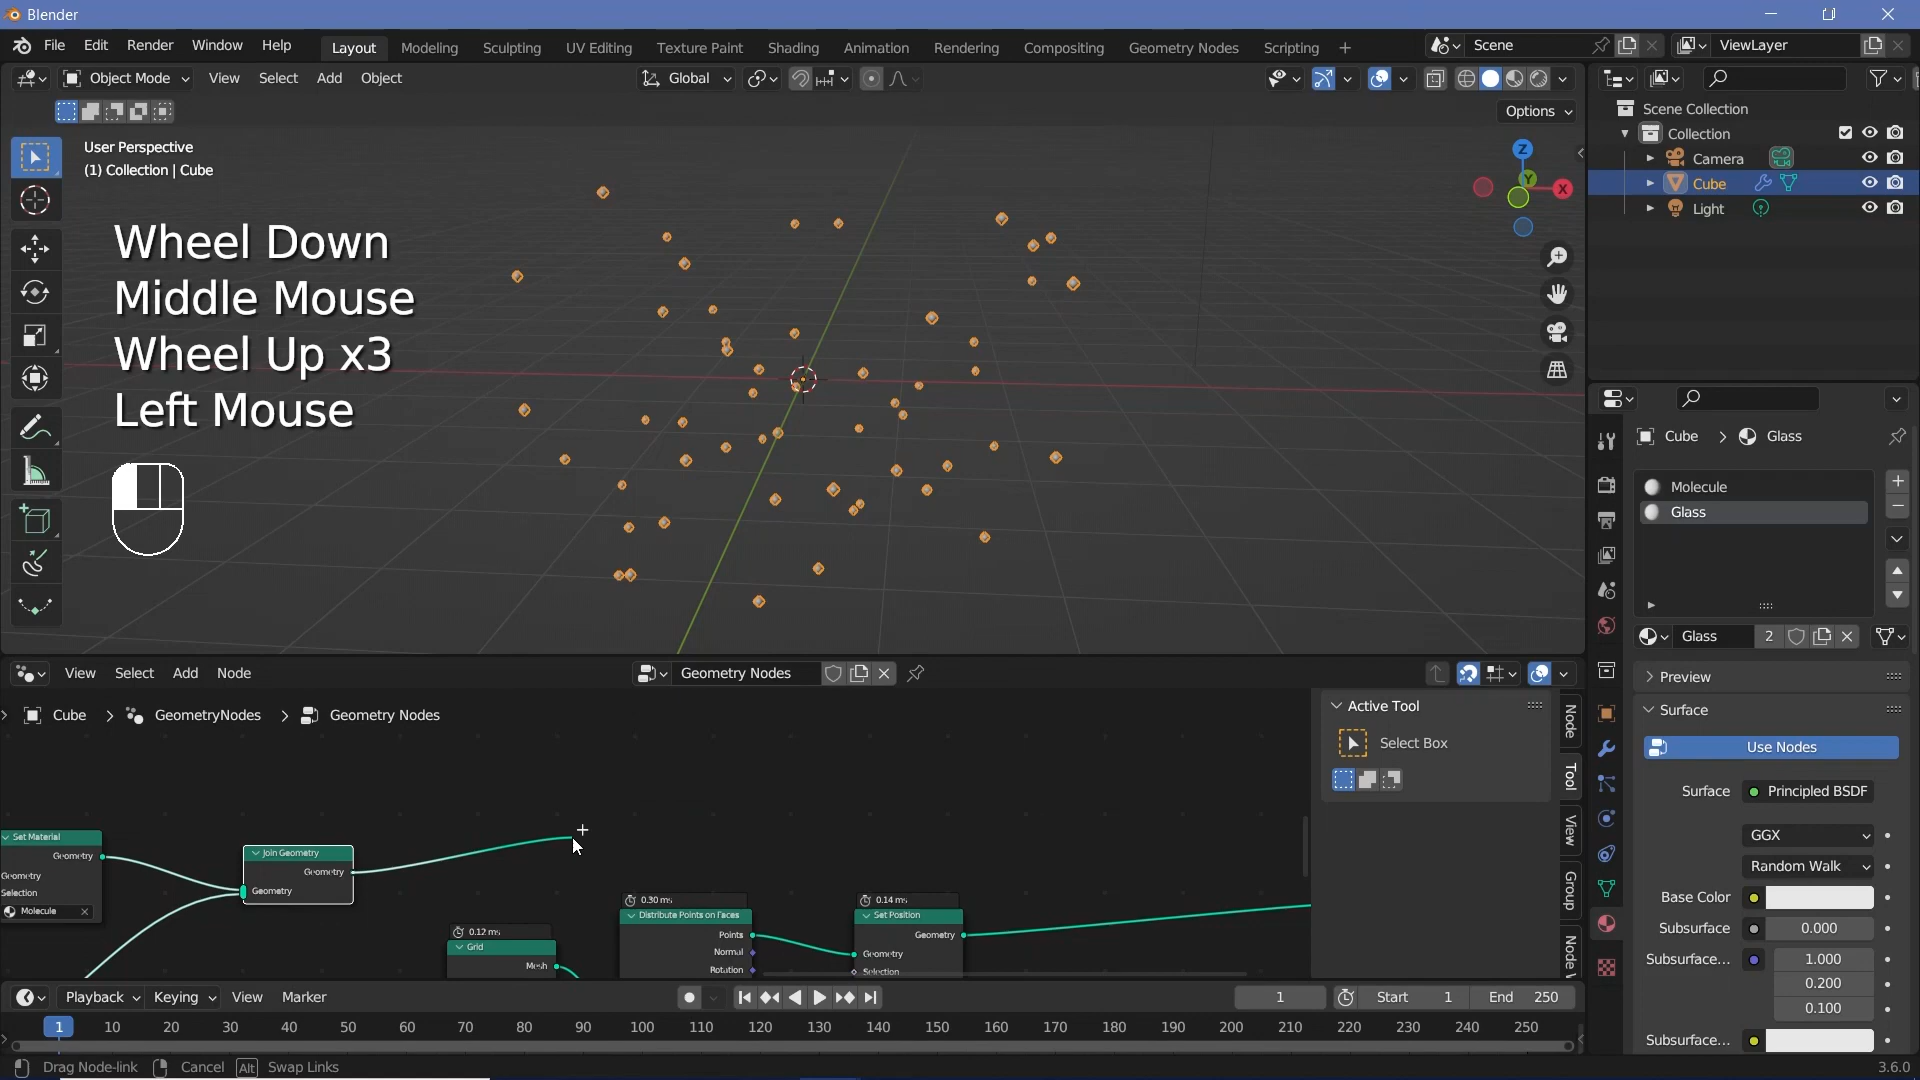 Blender
File Edit Render Window Help Layout Modeling Sculpting UV Editing Texture Paint Shading Animation Rendering Compositing Geometry Nodes Scripting Scene ViewLayer
Object Mode View Select Add Object Global
Options
User Perspective
(1) Collection | Cube
Wheel Down
Middle Mouse
Wheel Up x3
Left Mouse
Z
Y
X
Scene Collection
Collection
Camera
Cube
Light
Cube Glass
Molecule
Glass
Glass 2
Preview
Surface
Use Nodes
Surface Principled BSDF
GGX
Random Walk
Base Color
Subsurface 0.000
Subsurface... 1.000
0.200
0.100
Subsurface...
View Select Add Node Geometry Nodes
Cube GeometryNodes Geometry Nodes
Active Tool
Select Box
Node
Tool
View
Group
Node
Set Material
Geometry
Geometry
Selection
Molecule
Join Geometry
Geometry
Geometry
0.12 ms
Grid
Mesh
0.30 ms
Distribute Points on Faces
Points
Normal
Rotation
0.14 ms
Set Position
Geometry
Geometry
Selection
Playback Keying View Marker 1 Start 1 End 250
1 10 20 30 40 50 60 70 80 90 100 110 120 130 140 150 160 170 180 190 200 210 220 230 240 250
Drag Node-link Cancel Alt Swap Links 3.6.0